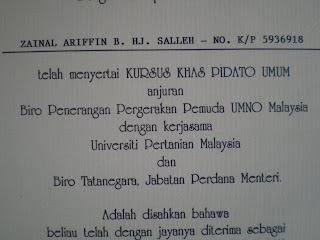 ZAINAL ARIFFIN B. HJ. SALLEH - NO. K/P 5936918
telah menyertai KURSUS KHAS PIDATO UMUM
anjuran
Biro Penerangan Pergerakan Pemuda UMNO Malaysia
dengan kerjasama
Universiti Pertanian Malaysia
dan
Biro Tatanegara, Jabatan Perdana Menteri.
Adalah disahkan bahawa
beliau telah dengan jayanya diterima sebagai